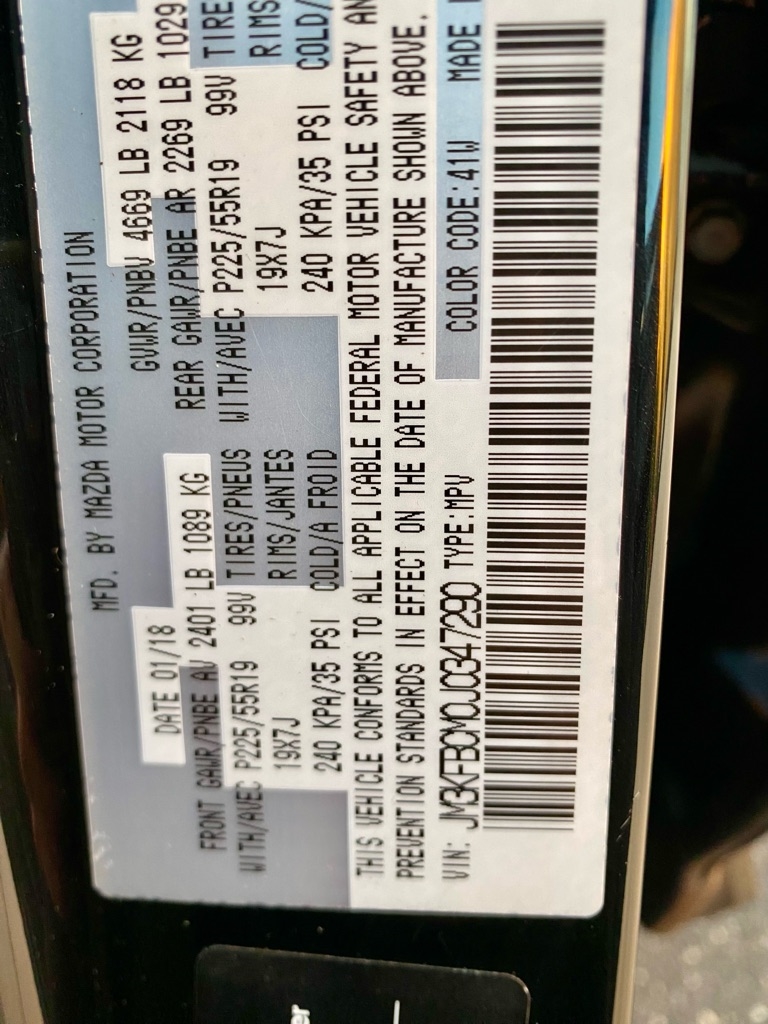 MFD. BY MAZDA MOTOR CORPORATION
DATE 01/18
GVWR/PNBV 4669 LB 2118 KG
FRONT GAWR/PNBE AV 2401 LB 1089 KG
REAR GAWR/PNBE AR 2269 LB 1029
WITH/AVEC P225/55R19 99V TIRES/PNEUS
WITH/AVEC P225/55R19 99V TIRE
19X7J RIMS/JANTES
19X7J RIMS
240 KPA/35 PSI COLD/A FROID
240 KPA/35 PSI COLD/
THIS VEHICLE CONFORMS TO ALL APPLICABLE FEDERAL MOTOR VEHICLE SAFETY AN
PREVENTION STANDARDS IN EFFECT ON THE DATE OF MANUFACTURE SHOWN ABOVE.
VIN: JM3KFBCM0J0347290 TYPE:MPV
COLOR CODE:41W MADE
er